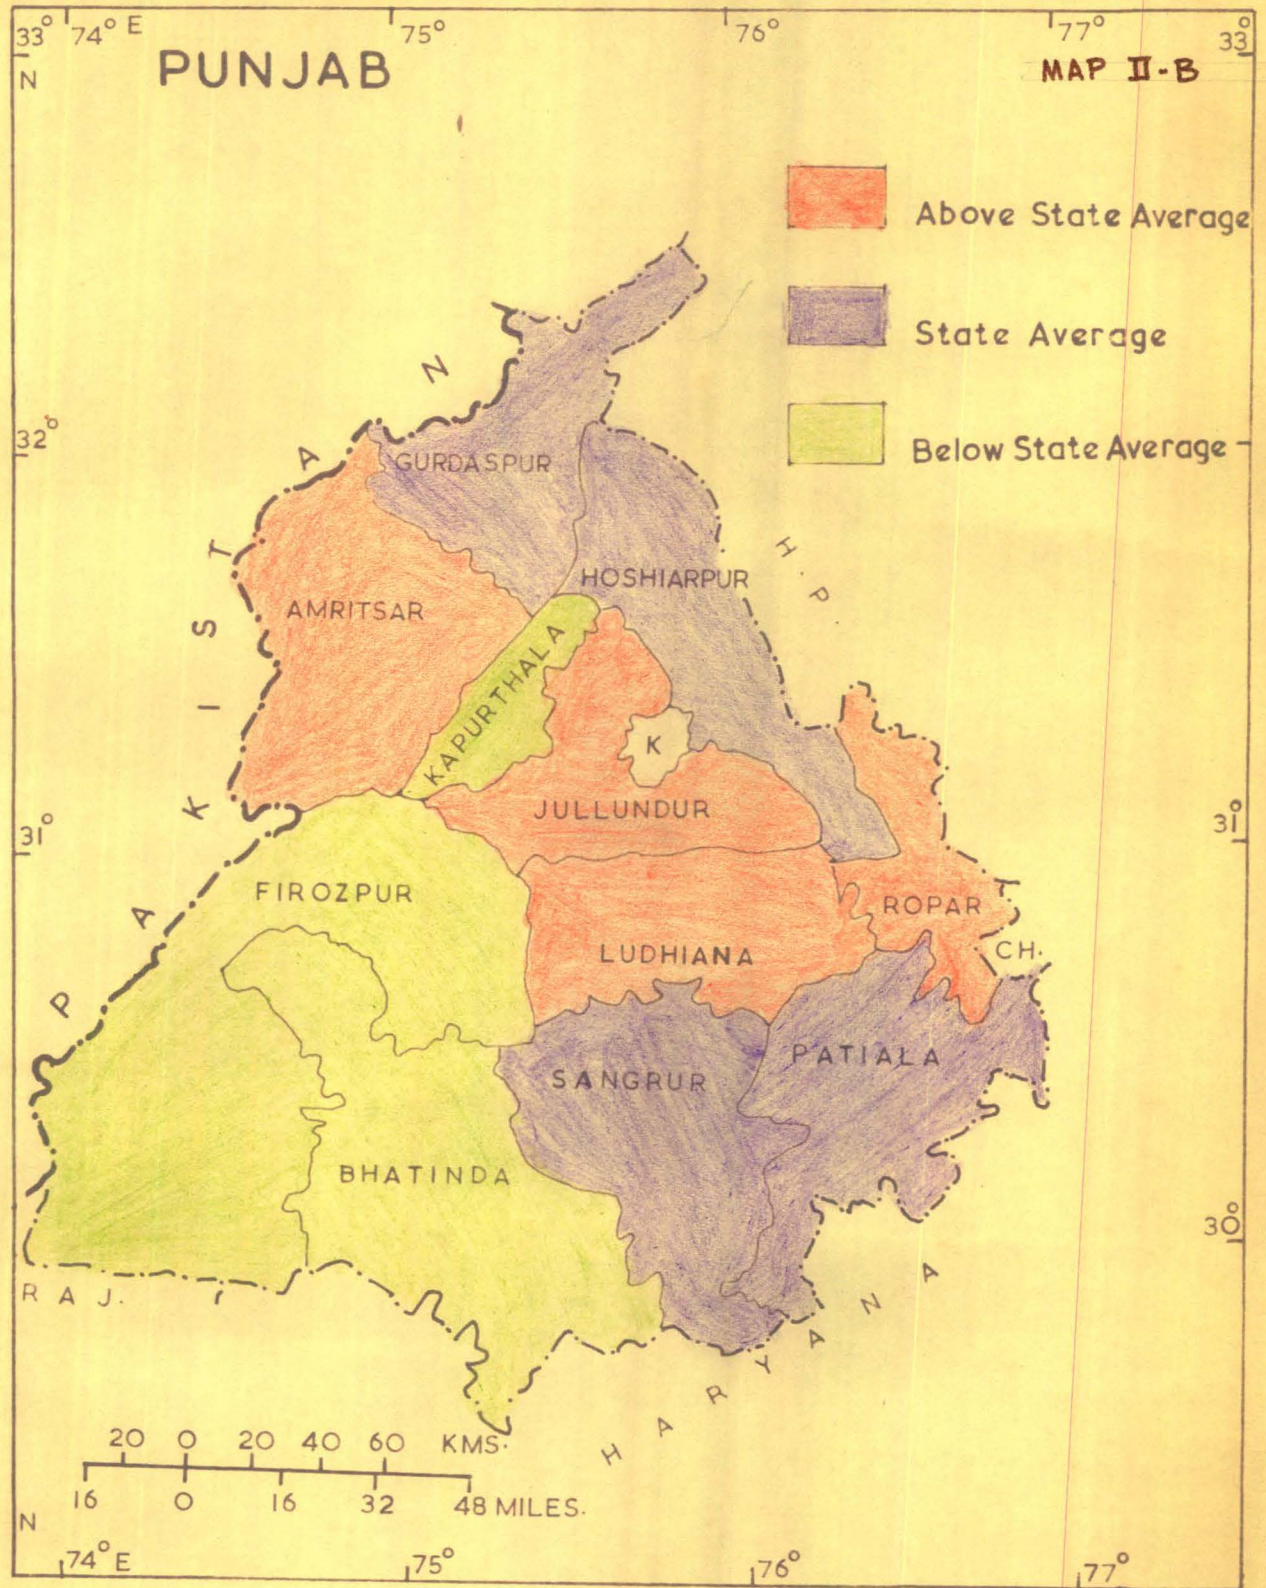 33° 74° E 75° 76° 77° 33°
N
PUNJAB
MAP II-B
Above State Average
State Average
Below State Average
32°
GURDASPUR
HOSHIARPUR
H.P
AMRITSAR
KAPURTHALA
K
JULLUNDUR
31° 31°
PAKISTAN
FIROZPUR
ROPAR
LUDHIANA
CH.
PATIALA
SANGRUR
BHATINDA
30°
RAJ.
HARYANA
20 0 20 40 60 KMS.
16 0 16 32 48 MILES.
N
74° E 75° 76° 77°